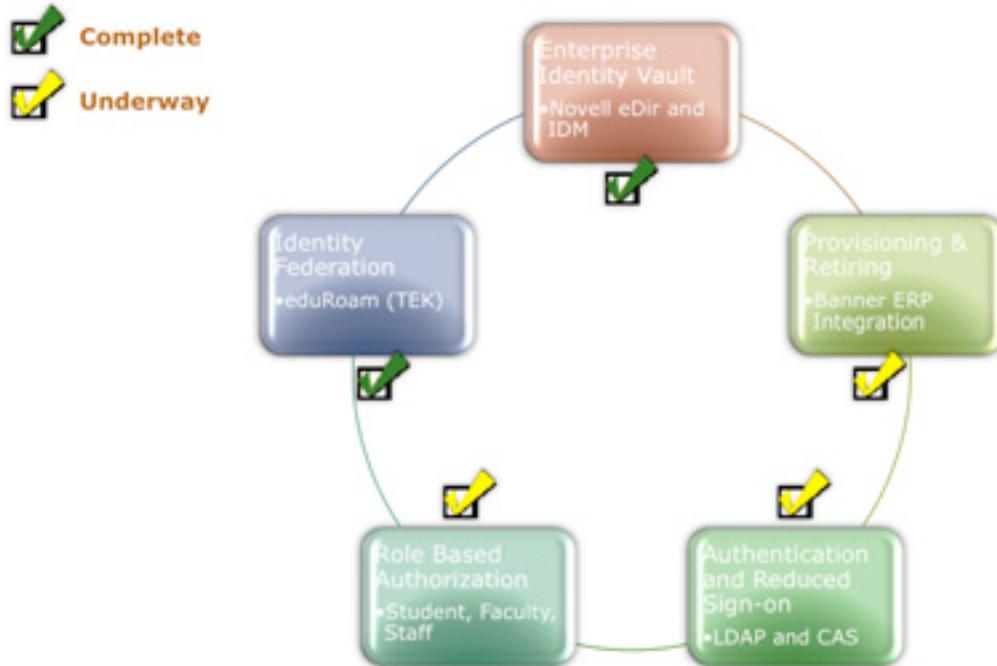 Complete
Underway
Enterprise
Identity Vault
•Novell eDir and
IDM
Identity
Federation
•eduRoam (TEK)
Provisioning &
Retiring
•Banner ERP
Integration
Role Based
Authorization
•Student, Faculty,
Staff
Authentication
and Reduced
Sign-on
•LDAP and CAS